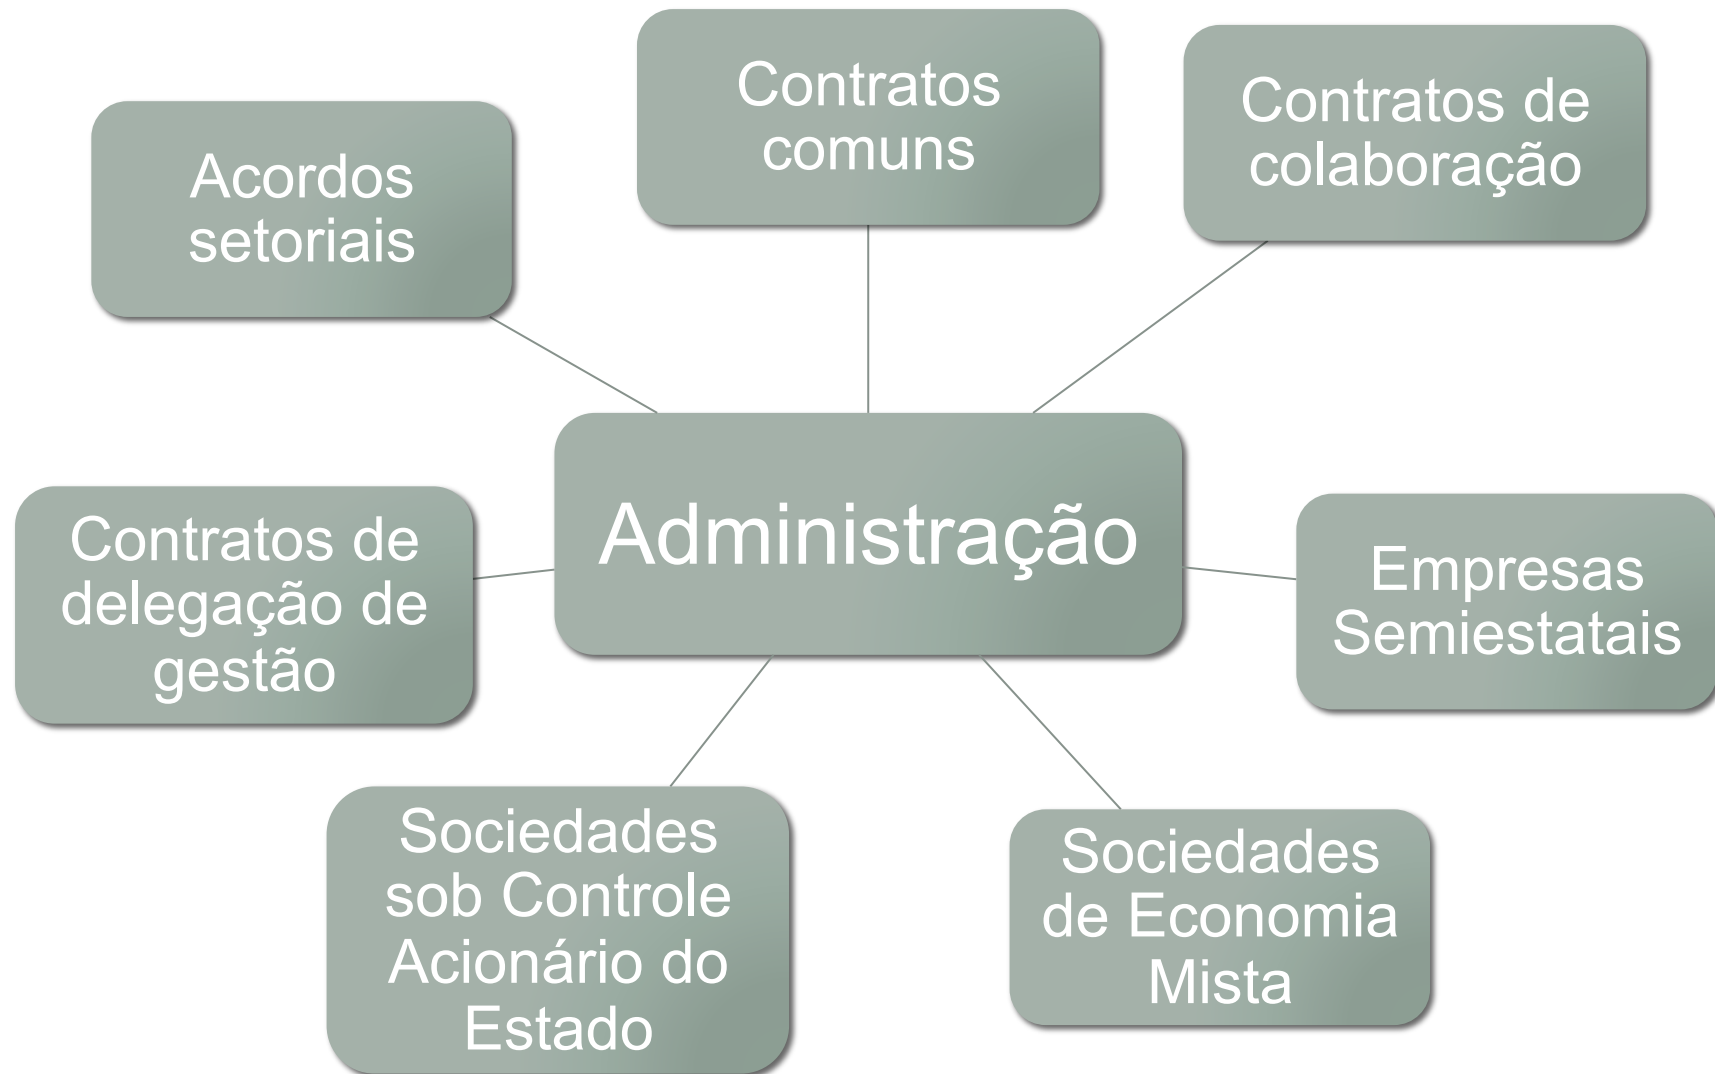 Contratos
comuns
Contratos de
colaboração
Acordos
setoriais
Administração
Contratos de
delegação de
gestão
Empresas
Semiestatais
Sociedades
sob Controle
Acionário do
Estado
Sociedades
de Economia
Mista